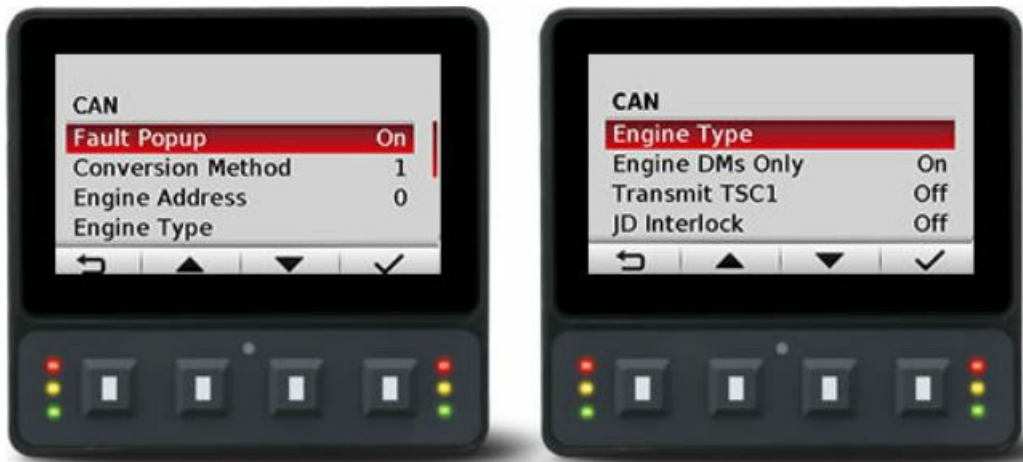 CAN
Fault Popup On
Conversion Method 1
Engine Address 0
Engine Type
CAN
Engine Type
Engine DMs Only On
Transmit TSC1 Off
JD Interlock Off